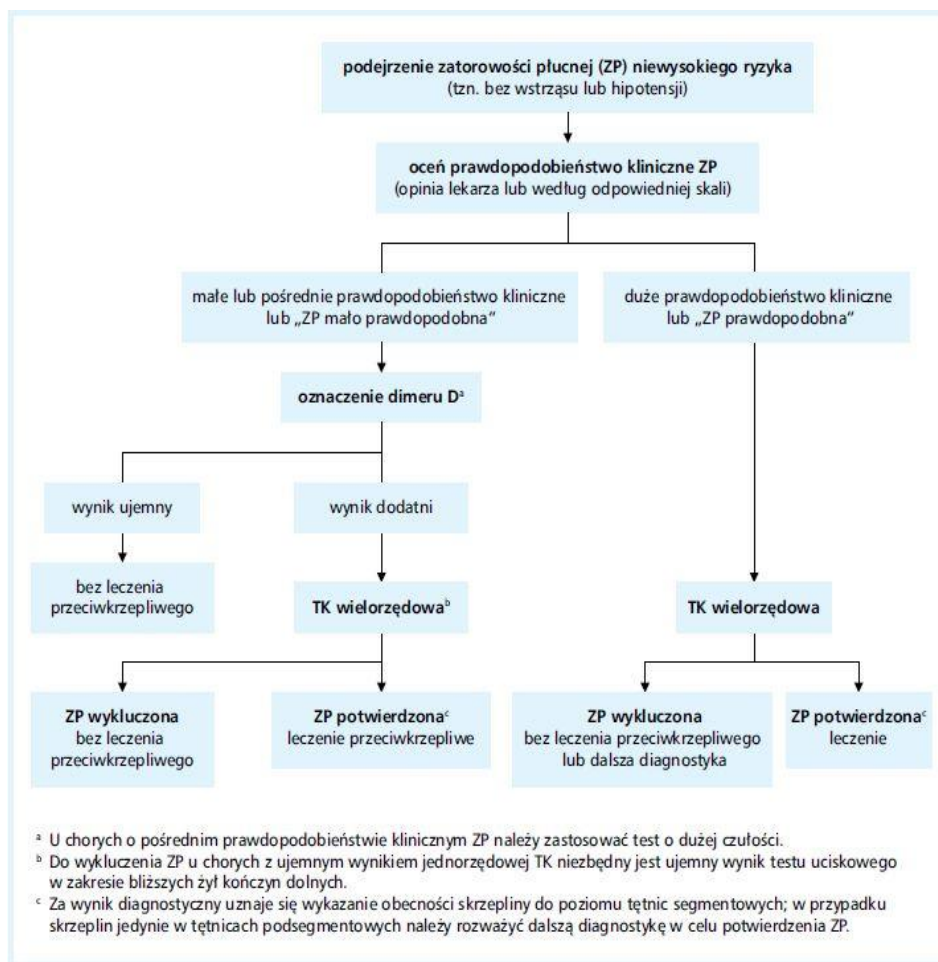 podejrzenie zatorowości płucnej (ZP) niewysokiego ryzyka
(tzn. bez wstrząsu lub hipotensji)
oceń prawdopodobieństwo kliniczne ZP
(opinia lekarza lub według odpowiedniej skali)
małe lub pośrednie prawdopodobieństwo kliniczne
lub „ZP mało prawdopodobna“
duże prawdopodobieństwo kliniczne
lub „ZP prawdopodobna“
oznaczenie dimeru Dᵃ
wynik ujemny
wynik dodatni
bez leczenia
przeciwkrzepliwego
TK wielorzędowaᵇ
TK wielorzędowa
ZP wykluczona
bez leczenia
przeciwkrzepliwego
ZP potwierdzonaᶜ
leczenie przeciwkrzepliwe
ZP wykluczona
bez leczenia przeciwkrzepliwego
lub dalsza diagnostyka
ZP potwierdzonaᶜ
leczenie
ᵃ U chorych o pośrednim prawdopodobieństwie klinicznym ZP należy zastosować test o dużej czułości.
ᵇ Do wykluczenia ZP u chorych z ujemnym wynikiem jednorzędowej TK niezbędny jest ujemny wynik testu uciskowego
w zakresie bliższych żył kończyn dolnych.
ᶜ Za wynik diagnostyczny uznaje się wykazanie obecności skrzepliny do poziomu tętnic segmentowych; w przypadku
skrzeplin jedynie w tętnicach podsegmentowych należy rozważyć dalszą diagnostykę w celu potwierdzenia ZP.